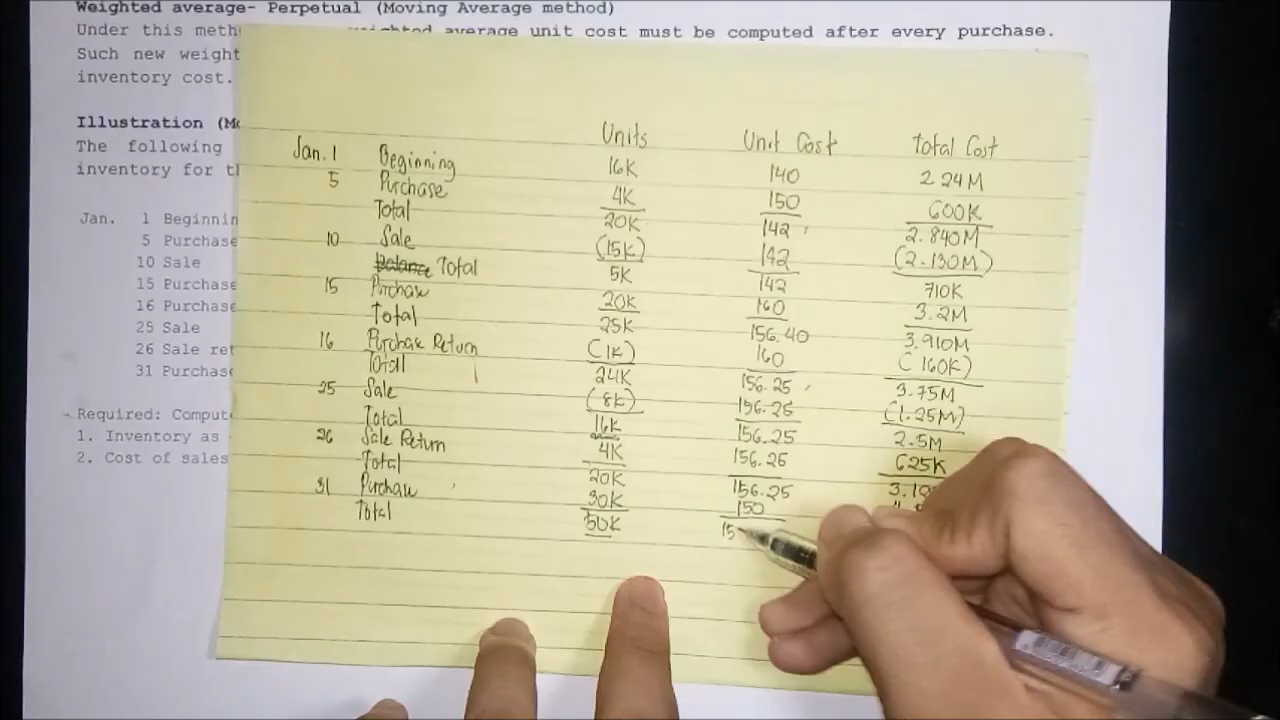 Weighted average- Perpetual (Moving Average method)
Under this meth weighted average unit cost must be computed after every purchase.
Such new weight
inventory cost.
Illustration (Mo
The following
inventory for t
Jan. 1 Beginnin
5 Purchase
10 Sale
15 Purchase
16 Purchase
25 Sale
26 Sale ret
31 Purchase
Required: Comput
1. Inventory as
2. Cost of sales
Units Unit Cost Total Cost
Jan. 1 Beginning 16K 140 2.24M
5 Purchase 4K 150 600K
Total 20K 142 2.840M
10 Sale (15K) 142 (2.130M)
balance Total 5K 142 710K
15 Purchase 20K 160 3.2M
Total 25K 156.40 3.910M
16 Purchase Return (1K) 160 (160K)
Total 24K 156.25 3.75M
25 Sale (8K) 156.25 (1.25M)
Total 16K 156.25 2.5M
26 Sale Return 4K 156.25 625K
Total 20K 156.25 3.1
31 Purchase 30K 150
Total 50K 15